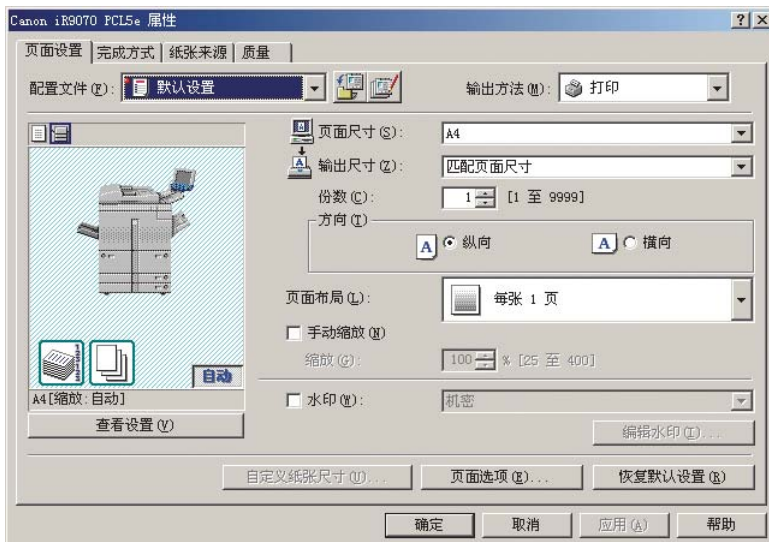 Canon iR9070 PCL5e 属性
页面设置 完成方式 纸张来源 质量
配置文件(F): 默认设置
输出方法(M): 打印
页面尺寸(S): A4
输出尺寸(Z): 匹配页面尺寸
份数(C): 1 [1 至 9999]
方向(T)
A 纵向 A 横向
页面布局(L): 每张 1 页
手动缩放(N)
缩放(G): 100 % [25 至 400]
自动
A4[缩放:自动]
水印(W): 机密
查看设置(V)
编辑水印(I)...
自定义纸张尺寸(U)... 页面选项(E)... 恢复默认设置(R)
确定 取消 应用(A) 帮助